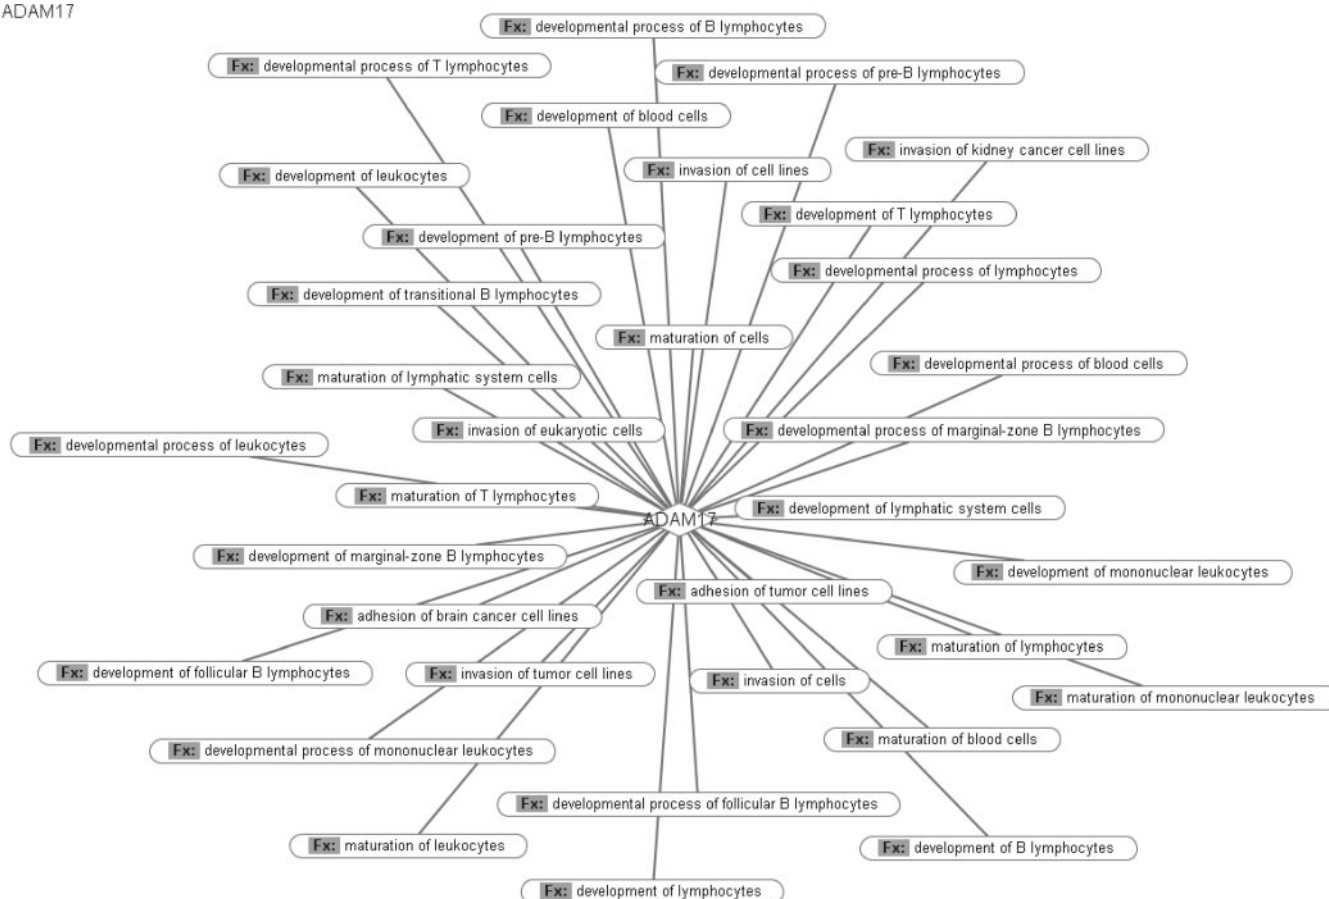 ADAM17
Fx: developmental process of B lymphocytes
Fx: developmental process of T lymphocytes
Fx: developmental process of pre-B lymphocytes
Fx: development of blood cells
Fx: invasion of kidney cancer cell lines
Fx: invasion of cell lines
Fx: development of leukocytes
Fx: development of T lymphocytes
Fx: development of pre-B lymphocytes
Fx: developmental process of lymphocytes
Fx: development of transitional B lymphocytes
Fx: maturation of cells
Fx: developmental process of blood cells
Fx: maturation of lymphatic system cells
Fx: invasion of eukaryotic cells
Fx: developmental process of marginal-zone B lymphocytes
Fx: developmental process of leukocytes
Fx: maturation of T lymphocytes
Fx: development of lymphatic system cells
ADAM17
Fx: development of marginal-zone B lymphocytes
Fx: development of mononuclear leukocytes
Fx: adhesion of tumor cell lines
Fx: adhesion of brain cancer cell lines
Fx: maturation of lymphocytes
Fx: development of follicular B lymphocytes
Fx: invasion of tumor cell lines
Fx: invasion of cells
Fx: maturation of mononuclear leukocytes
Fx: developmental process of mononuclear leukocytes
Fx: maturation of blood cells
Fx: developmental process of follicular B lymphocytes
Fx: maturation of leukocytes
Fx: development of B lymphocytes
Fx: development of lymphocytes